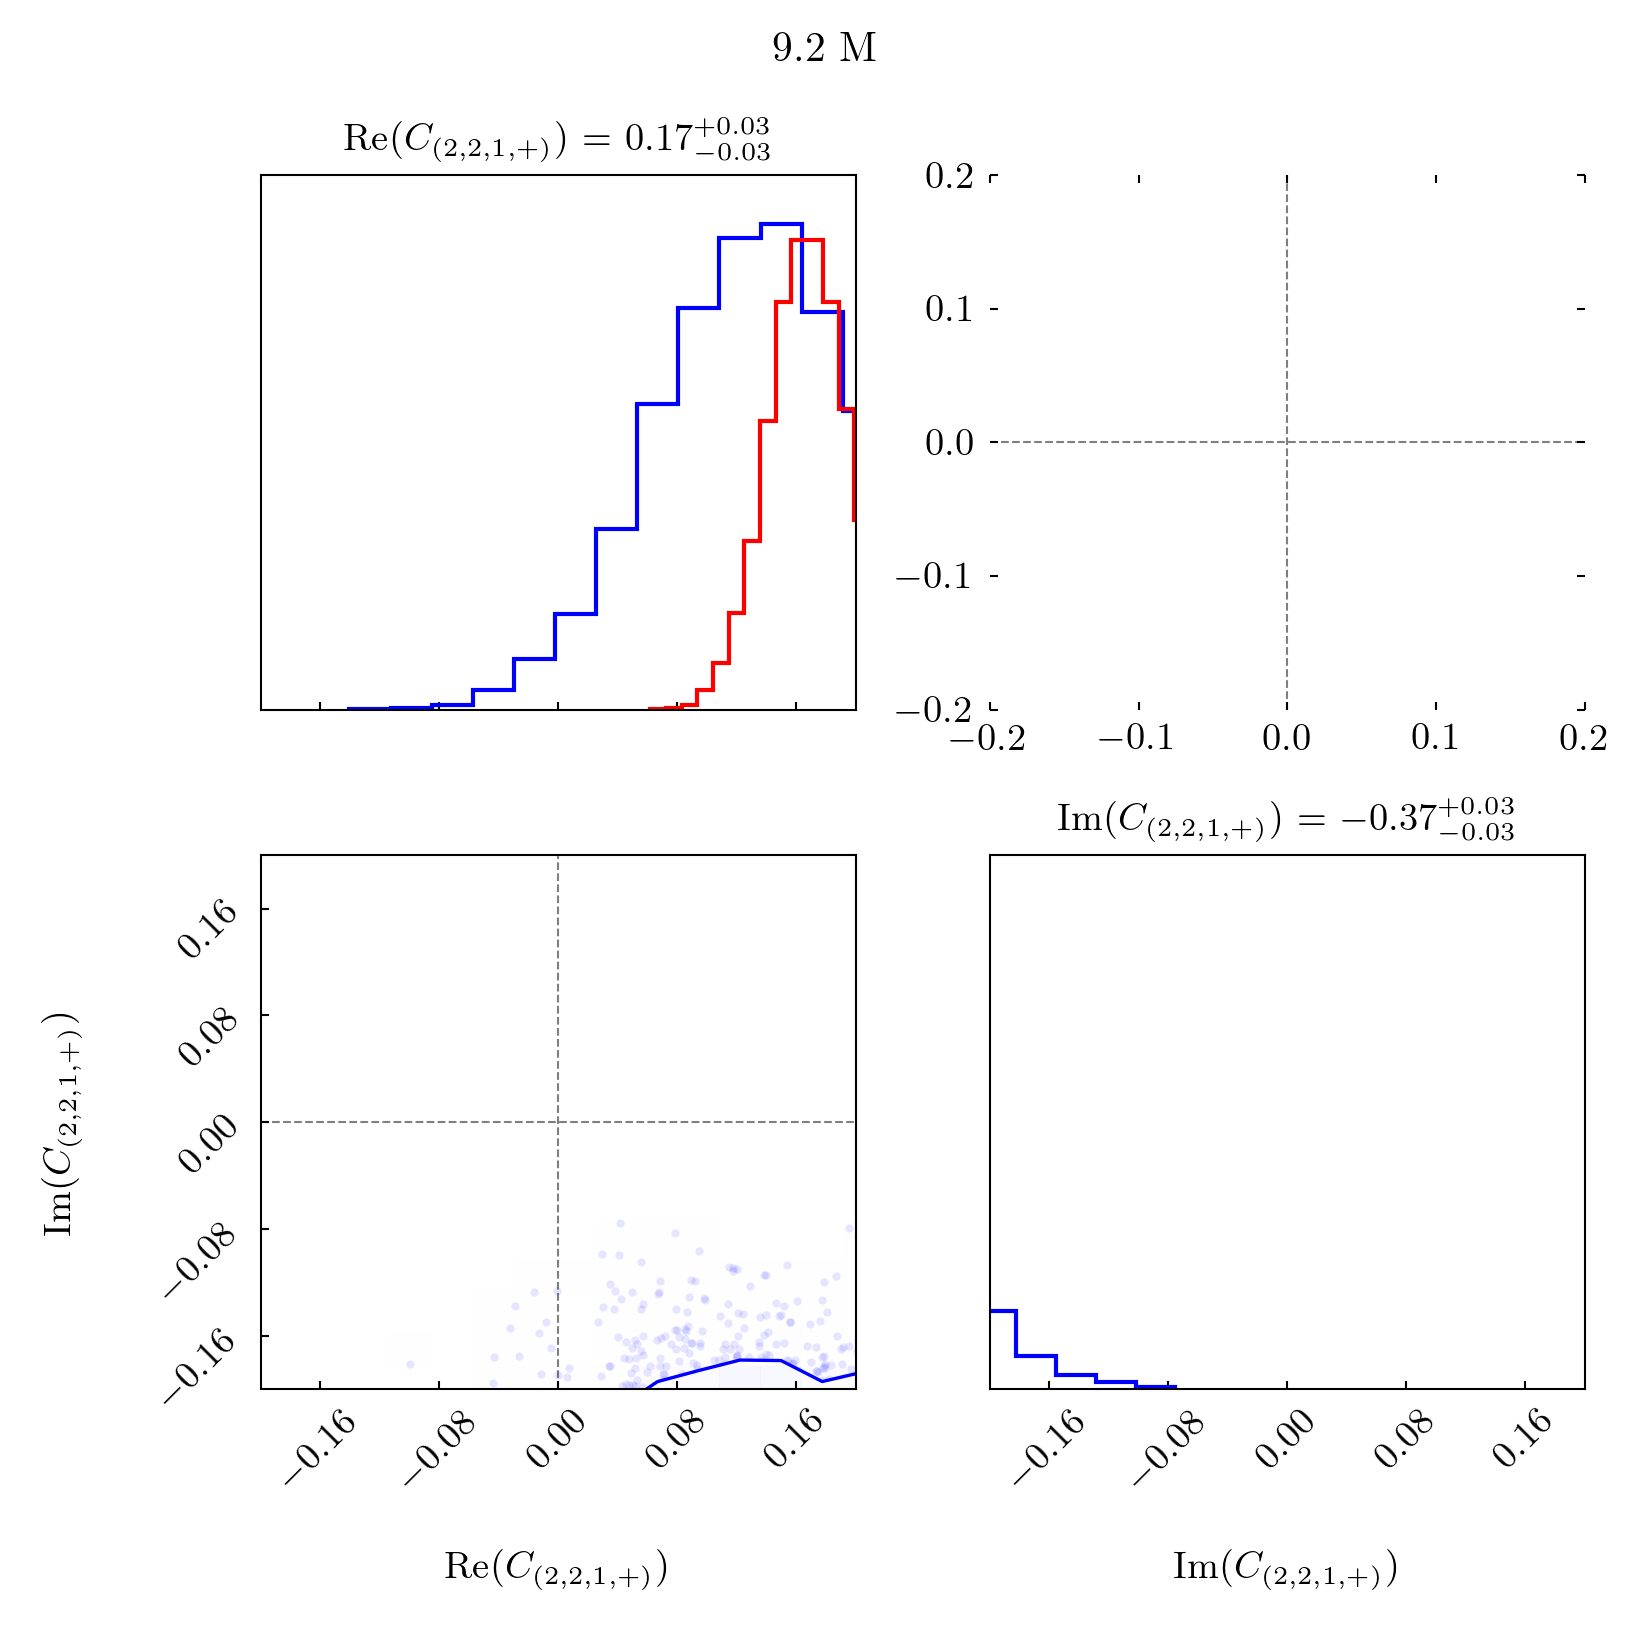 9.2 M
Re(C_{(2,2,1,+)}) = 0.17^{+0.03}_{−0.03}
0.2
0.1
0.0
−0.1
−0.2
−0.2 −0.1 0.0 0.1 0.2
Im(C_{(2,2,1,+)}) = −0.37^{+0.03}_{−0.03}
Im(C_{(2,2,1,+)})
0.16
0.08
0.00
−0.08
−0.16
−0.16 −0.08 0.00 0.08 0.16
−0.16 −0.08 0.00 0.08 0.16
Re(C_{(2,2,1,+)})
Im(C_{(2,2,1,+)})